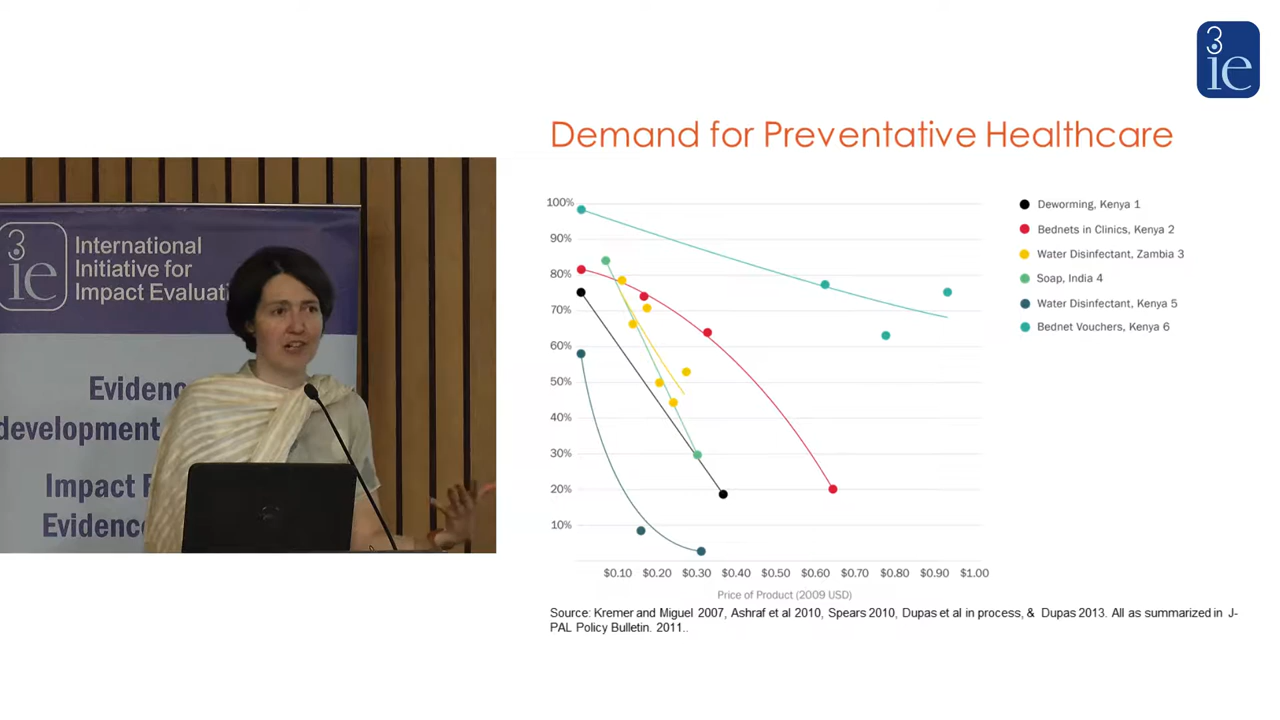 3
ie
Demand for Preventative Healthcare
3
ie
International
Initiative for
Impact Evaluati
Evidenc
development
Impact
Evidence
100%
90%
80%
70%
60%
50%
40%
30%
20%
10%
$0.10 $0.20 $0.30 $0.40 $0.50 $0.60 $0.70 $0.80 $0.90 $1.00
Price of Product (2009 USD)
Deworming, Kenya 1
Bednets in Clinics, Kenya 2
Water Disinfectant, Zambia 3
Soap, India 4
Water Disinfectant, Kenya 5
Bednet Vouchers, Kenya 6
Source: Kremer and Miguel 2007, Ashraf et al 2010, Spears 2010, Dupas et al in process, & Dupas 2013. All as summarized in J-
PAL Policy Bulletin. 2011..